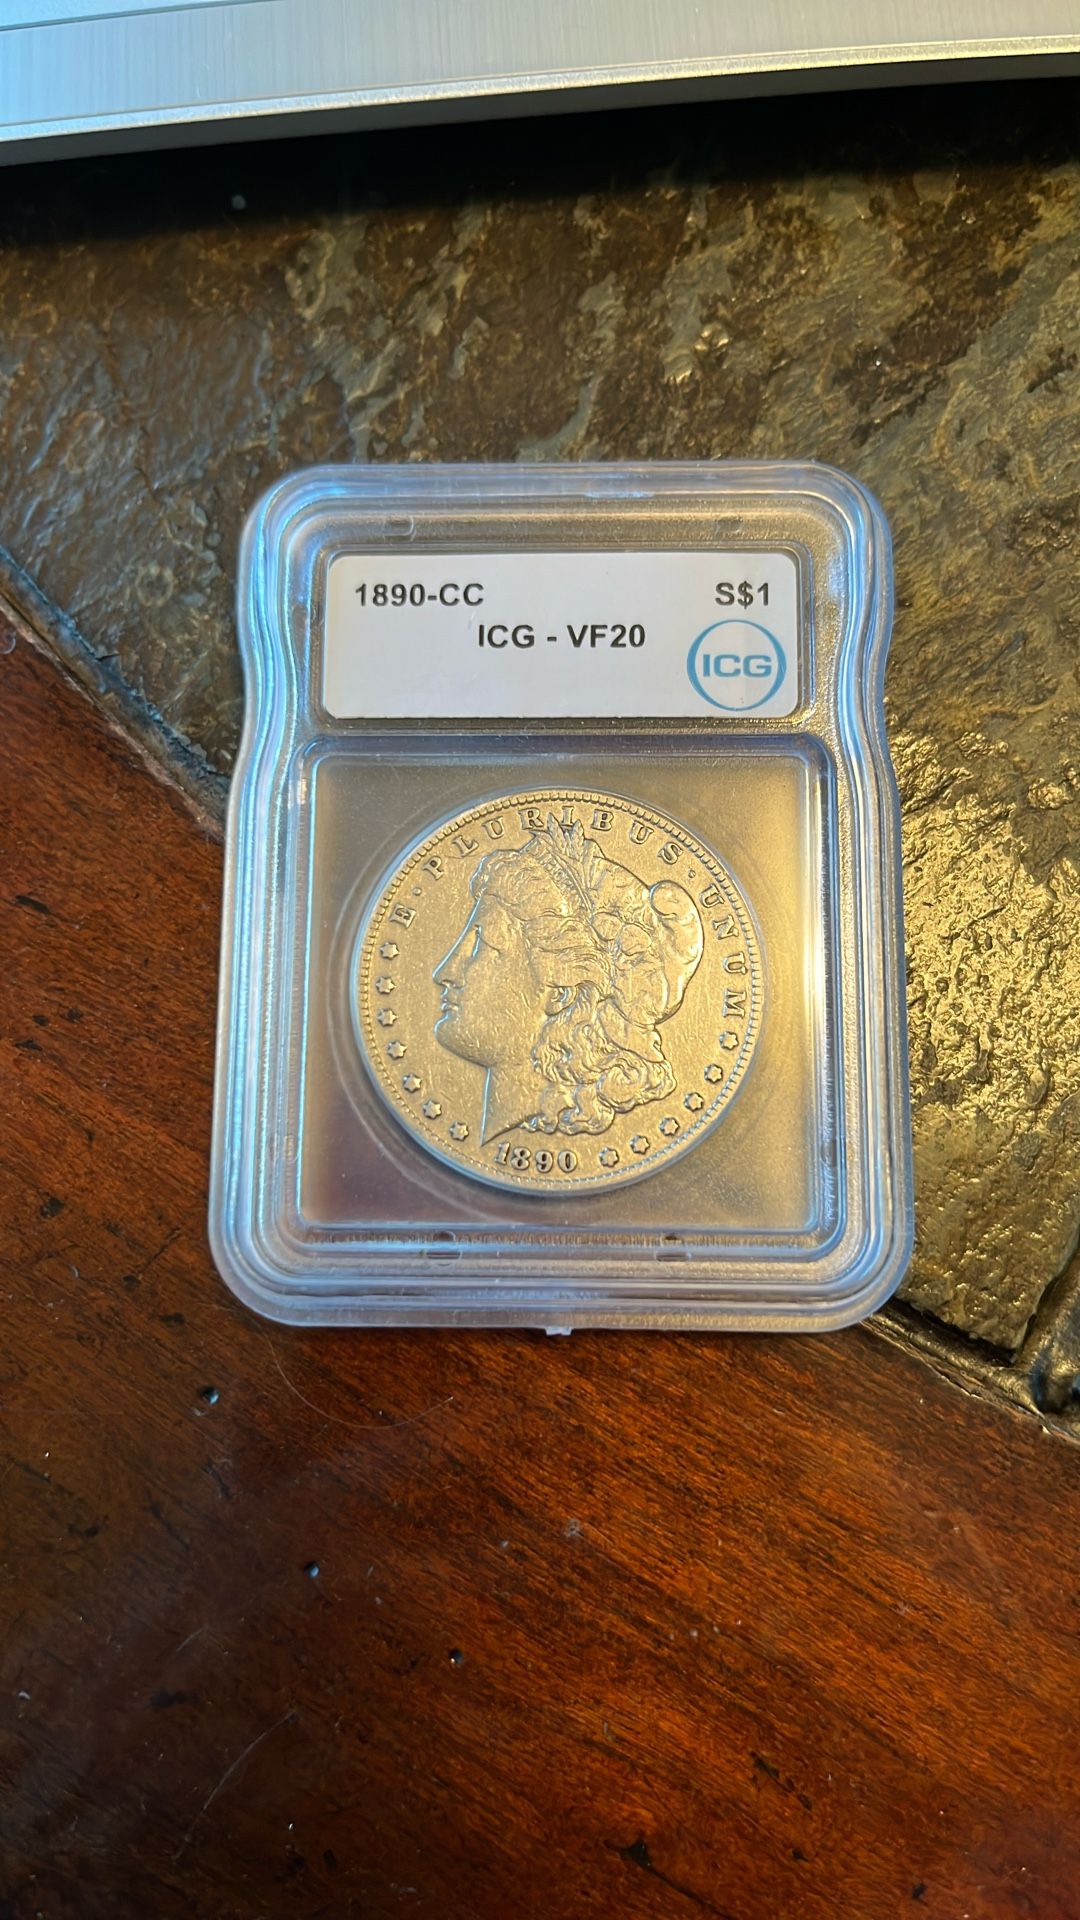 1890-CC S$1
ICG - VF20
ICG
E · PLURIBUS · UNUM
1890